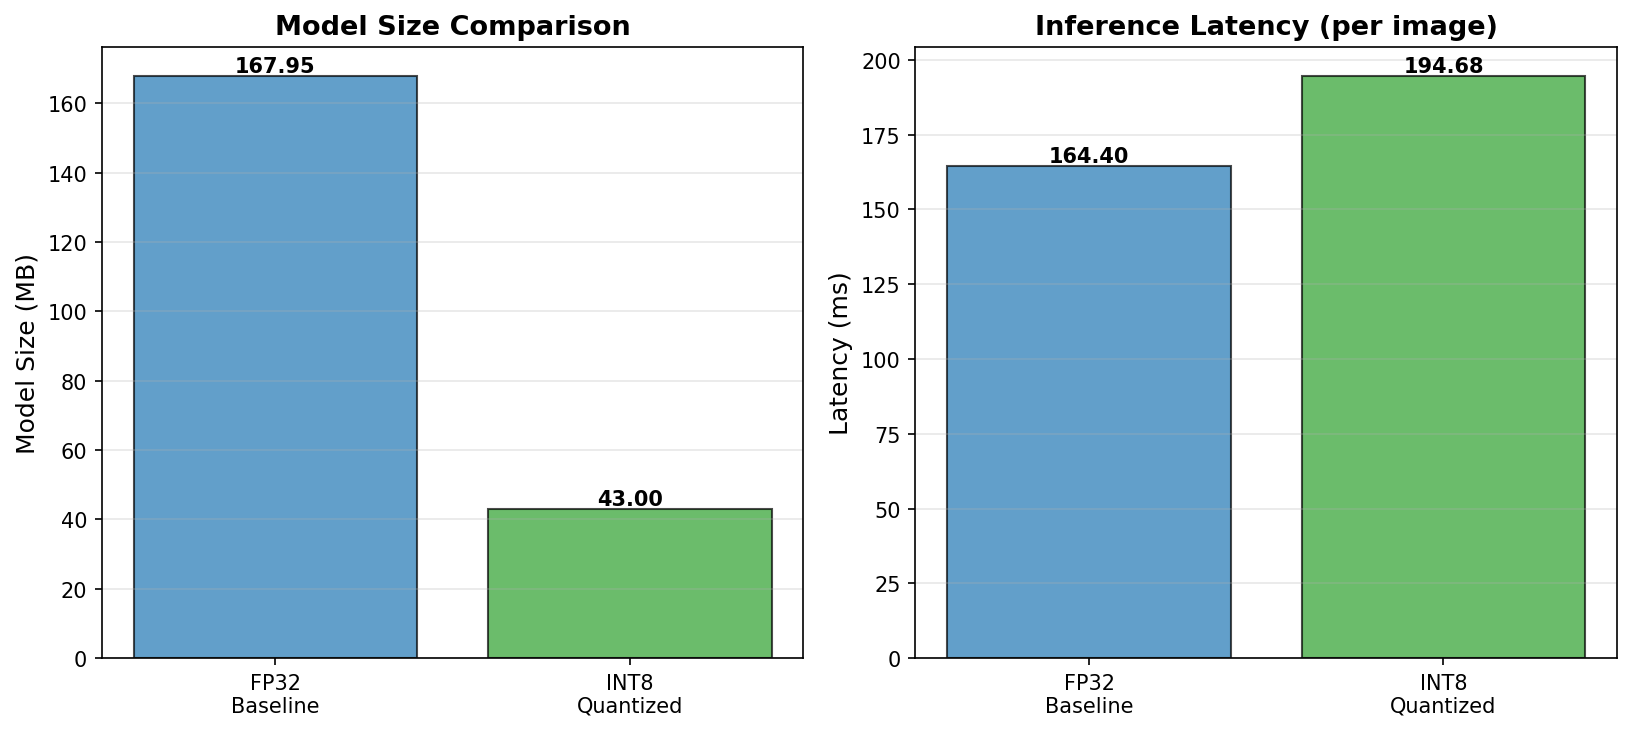 Model Size Comparison
Model Size (MB)
160
140
120
100
80
60
40
20
0
167.95
43.00
FP32
Baseline
INT8
Quantized
Inference Latency (per image)
Latency (ms)
200
175
150
125
100
75
50
25
0
164.40
194.68
FP32
Baseline
INT8
Quantized